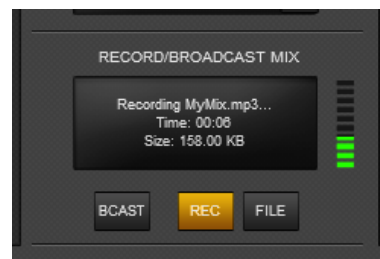 RECORD/BROADCAST MIX
Recording MyMix.mp3...
Time: 00:06
Size: 158.00 KB
BCAST REC FILE